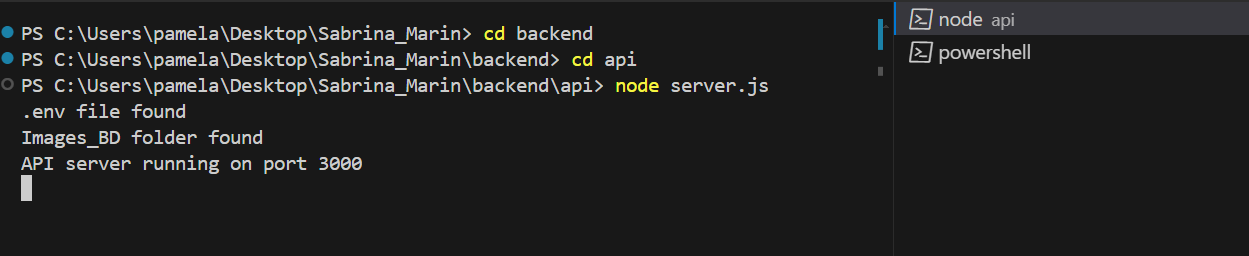 PS C:\Users\pamela\Desktop\Sabrina_Marin> cd backend
PS C:\Users\pamela\Desktop\Sabrina_Marin\backend> cd api
PS C:\Users\pamela\Desktop\Sabrina_Marin\backend\api> node server.js
.env file found
Images_BD folder found
API server running on port 3000
node api
powershell